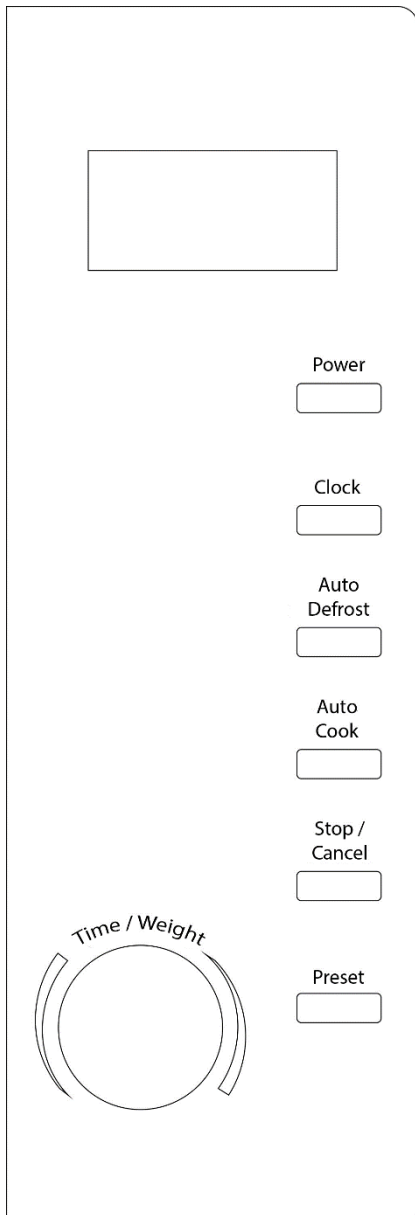 Power
Clock
Auto
Defrost
Auto
Cook
Stop /
Cancel
Time / Weight
Preset